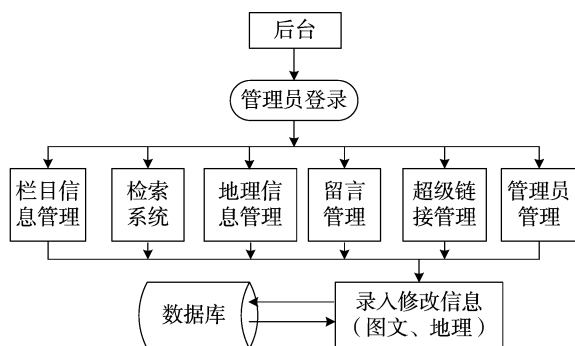 后台
管理员登录
栏目信
息管理
检索
系统
地理信
息管理
留言
管理
超级链
接管理
管理员
管理
数据库
录入修改信息
（图文、地理）